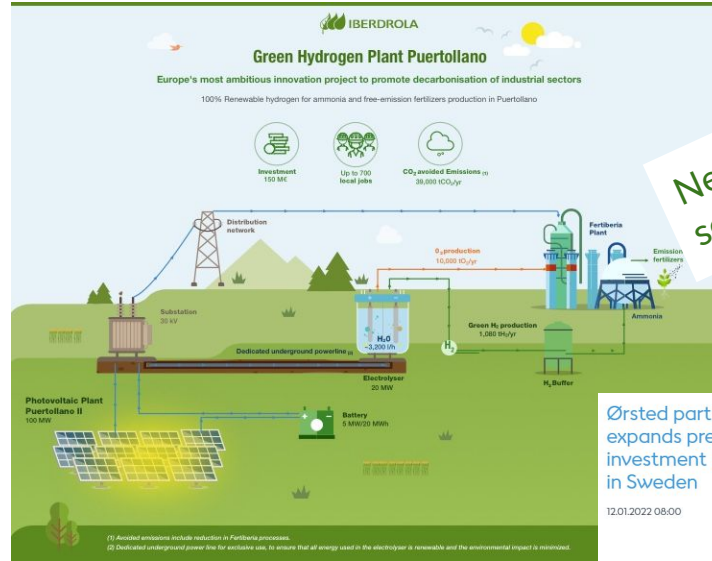 IBERDROLA
Green Hydrogen Plant Puertollano
Europe's most ambitious innovation project to promote decarbonisation of industrial sectors
100% Renewable hydrogen for ammonia and free-emission fertilizers production in Puertollano
Investment
150 M€
Up to 700
local jobs
CO₂ avoided Emissions (1)
39,000 tCO₂/yr
Distribution
network
Fertiberia
Plant
O₂ production
10,000 tO₂/yr
Emission
fertilizers
Substation
30 kV
Ammonia
Green H₂ production
1,080 tH₂/yr
H₂O
~3,200 l/h
H₂
Dedicated underground powerline (2)
Electrolyser
20 MW
H₂ Buffer
Photovoltaic Plant
Puertollano II
100 MW
Battery
5 MW/20 MWh
Ørsted part
expands pre
investment
in Sweden
12.01.2022 08:00
(1) Avoided emissions include reduction in Fertiberia processes.
(2) Dedicated underground power line for exclusive use, to ensure that all energy used in the electrolyser is renewable and the environmental impact is minimized.